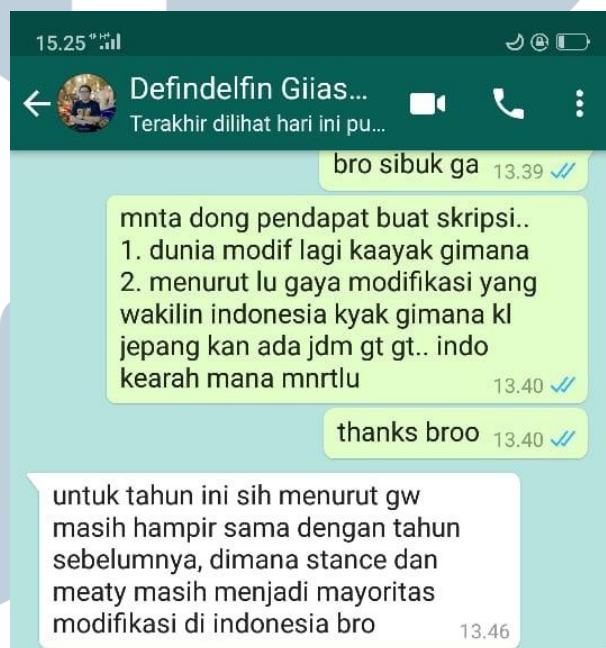 15.25
Defindelfin Giias...
Terakhir dilihat hari ini pu...
bro sibuk ga 13.39
mnta dong pendapat buat skripsi..
1. dunia modif lagi kaayak gimana
2. menurut lu gaya modifikasi yang
wakilin indonesia kyak gimana kl
jepang kan ada jdm gt gt.. indo
kearah mana mnrtlu 13.40
thanks broo 13.40
untuk tahun ini sih menurut gw
masih hampir sama dengan tahun
sebelumnya, dimana stance dan
meaty masih menjadi mayoritas
modifikasi di indonesia bro 13.46